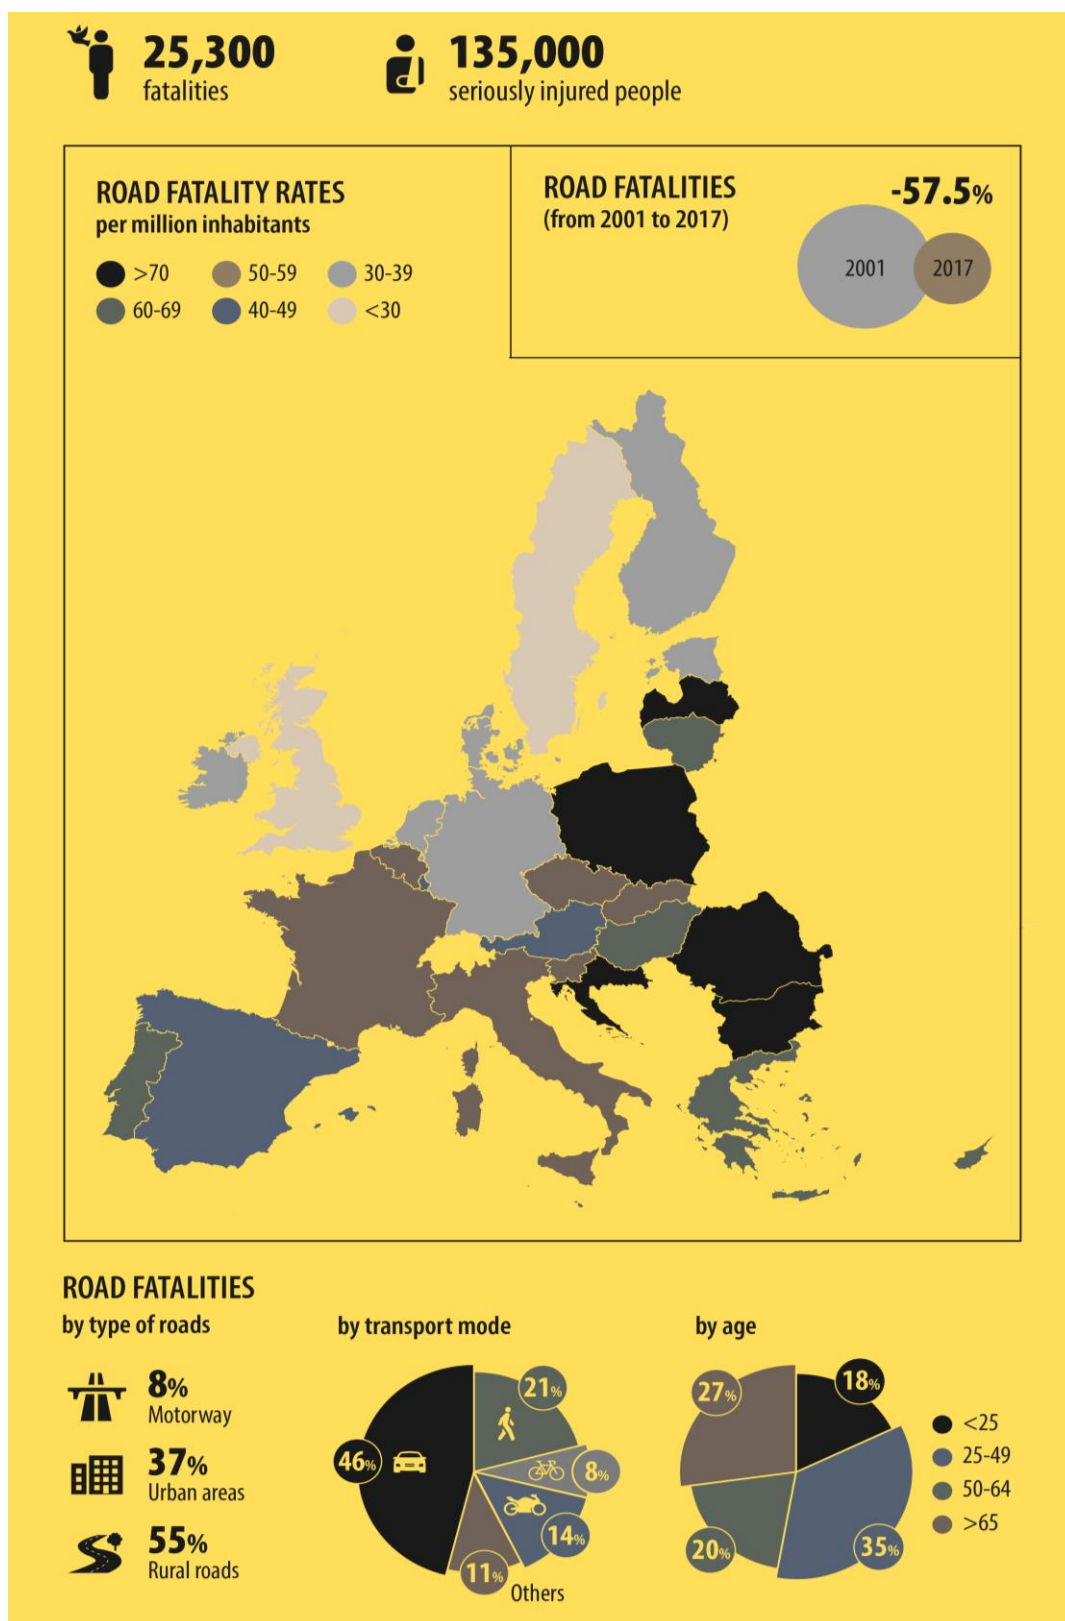 25,300
fatalities
135,000
seriously injured people
ROAD FATALITY RATES
per million inhabitants
>70
50-59
30-39
60-69
40-49
<30
ROAD FATALITIES
(from 2001 to 2017)
-57.5%
2001
2017
ROAD FATALITIES
by type of roads
8%
Motorway
37%
Urban areas
55%
Rural roads
by transport mode
21%
46%
8%
14%
11%
Others
by age
27%
18%
20%
35%
<25
25-49
50-64
>65